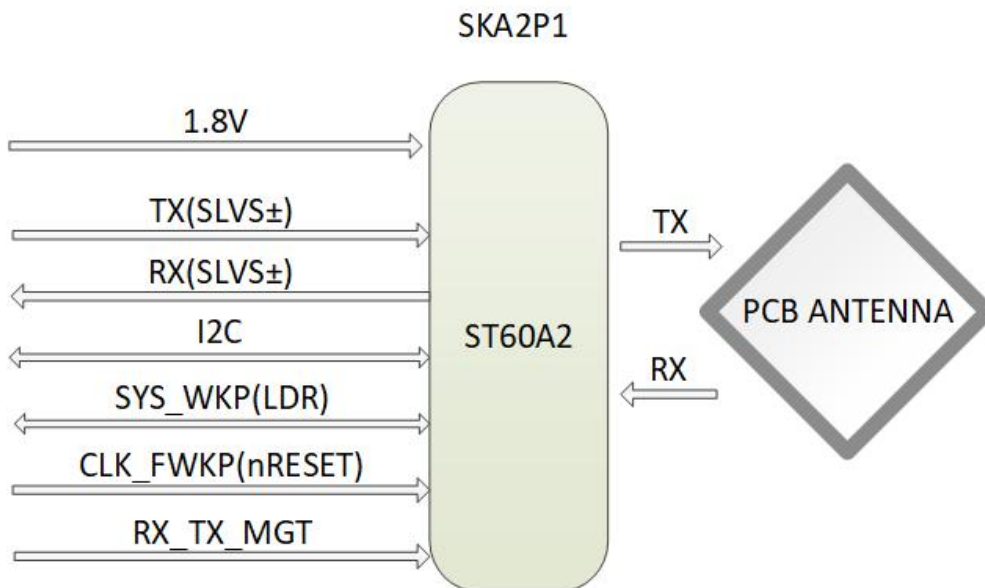 SKA2P1
1.8V
TX(SLVS±)
RX(SLVS±)
I2C
SYS_WKP(LDR)
CLK_FWKP(nRESET)
RX_TX_MGT
ST60A2
TX
RX
PCB ANTENNA